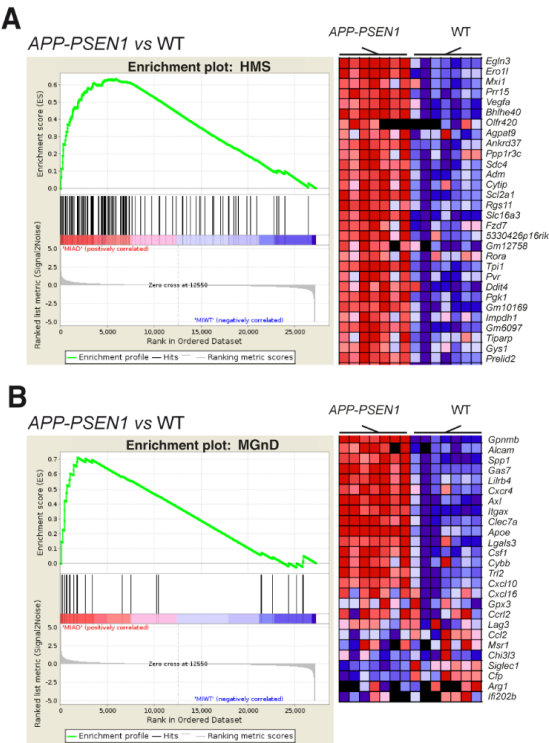 A
APP-PSEN1 vs WT
Enrichment plot: HMS
Enrichment score (ES)
0.6
0.5
0.4
0.3
0.2
0.1
0.0
'MIAD' (positively correlated)
Zero cross at 12550
'MIWT' (negatively correlated)
Ranked list metric (Signal2Noise)
5.0
2.5
0.0
-2.5
-5.0
0 5,000 10,000 15,000 20,000 25,000
Rank in Ordered Dataset
Enrichment profile Hits Ranking metric scores
APP-PSEN1 WT
Egln3
Ero1l
Mxi1
Prr15
Vegfa
Bhlhe40
Olfr420
Agpat9
Ankrd37
Ppp1r3c
Sdc4
Adm
Cytip
Scl2a1
Rgs11
Slc16a3
Fzd7
5330426p16rik
Gm12758
Rora
Tpi1
Pvr
Ddit4
Pgk1
Gm10169
Impdh1
Gm6097
Tiparp
Gys1
Prelid2
B
APP-PSEN1 vs WT
Enrichment plot: MGnD
Enrichment score (ES)
0.7
0.6
0.5
0.4
0.3
0.2
0.1
0.0
'MIAD' (positively correlated)
Zero cross at 12550
'MIWT' (negatively correlated)
Ranked list metric (Signal2Noise)
5.0
2.5
0.0
-2.5
-5.0
0 5,000 10,000 15,000 20,000 25,000
Rank in Ordered Dataset
Enrichment profile Hits Ranking metric scores
APP-PSEN1 WT
Gpnmb
Alcam
Spp1
Gas7
Lilrb4
Cxcr4
Axl
Itgax
Clec7a
Apoe
Lgals3
Csf1
Cybb
Trl2
Cxcl10
Cxcl16
Gpx3
Ccrl2
Lag3
Ccl2
Msr1
Chi3l3
Siglec1
Cfp
Arg1
Ifi202b